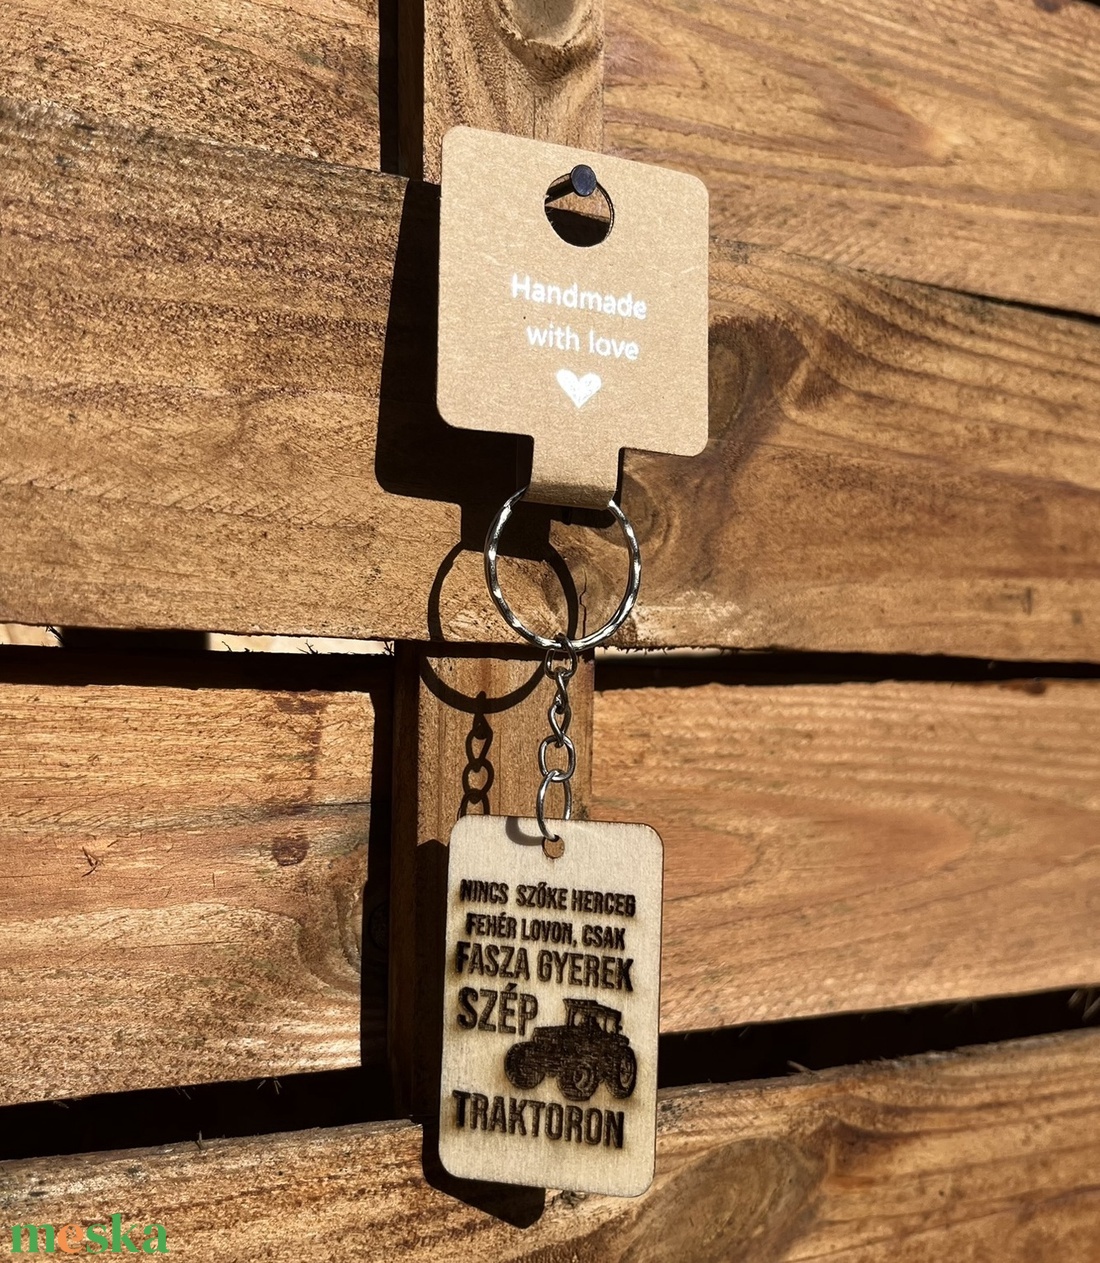 Handmade
with love
NINCS SZŐKE HERCEG
FEHÉR LOVON, CSAK
FASZA GYEREK
SZÉP
TRAKTORON
meska